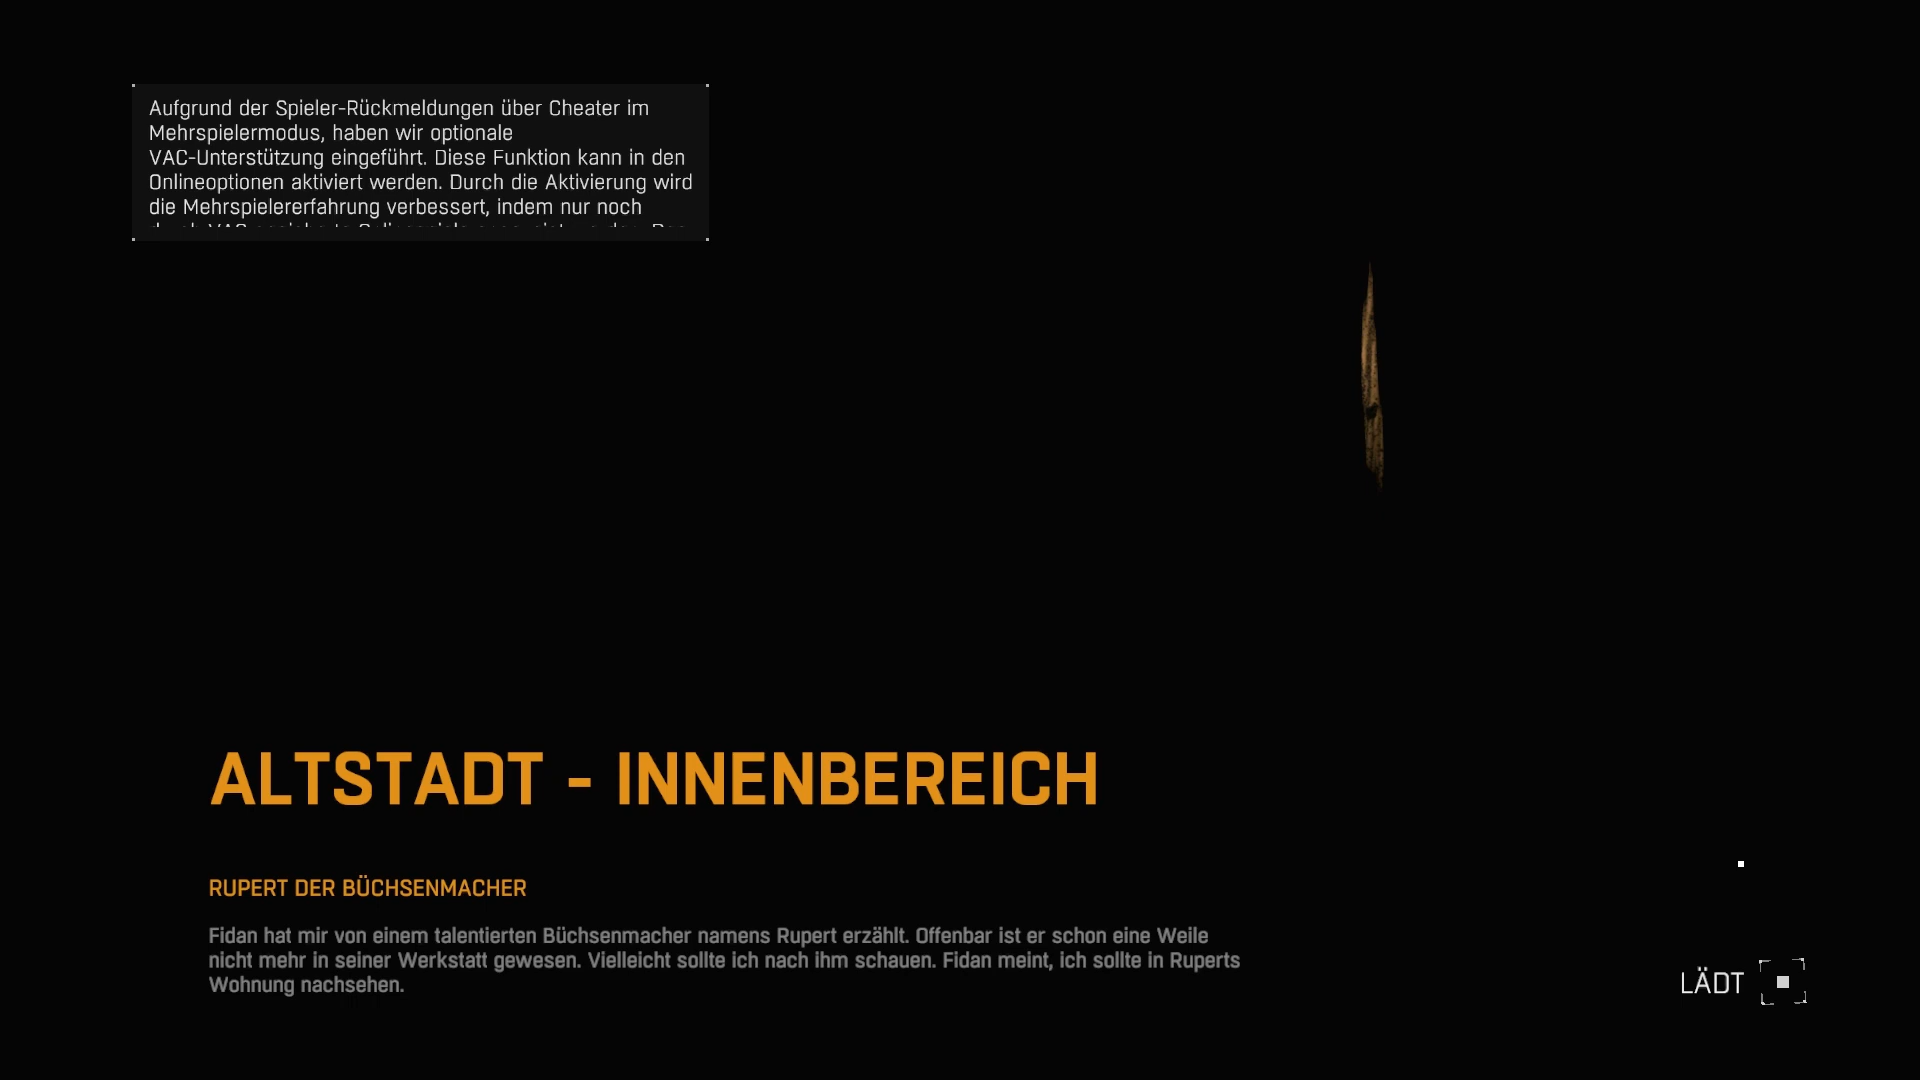 Aufgrund der Spieler-Rückmeldungen über Cheater im
Mehrspielermodus, haben wir optionale
VAC-Unterstützung eingeführt. Diese Funktion kann in den
Onlineoptionen aktiviert werden. Durch die Aktivierung wird
die Mehrspielererfahrung verbessert, indem nur noch
ALTSTADT - INNENBEREICH
RUPERT DER BÜCHSENMACHER
Fidan hat mir von einem talentierten Büchsenmacher namens Rupert erzählt. Offenbar ist er schon eine Weile
nicht mehr in seiner Werkstatt gewesen. Vielleicht sollte ich nach ihm schauen. Fidan meint, ich sollte in Ruperts
Wohnung nachsehen.
LÄDT